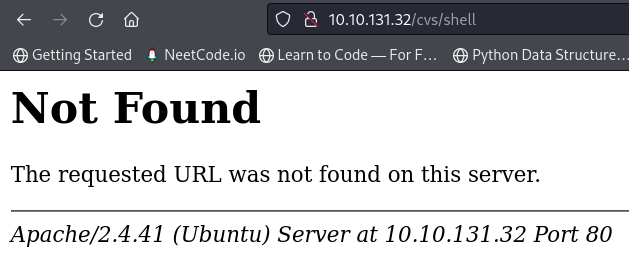 10.10.131.32/cvs/shell
Getting Started NeetCode.io Learn to Code — For F... Python Data Structure...
Not Found
The requested URL was not found on this server.
Apache/2.4.41 (Ubuntu) Server at 10.10.131.32 Port 80